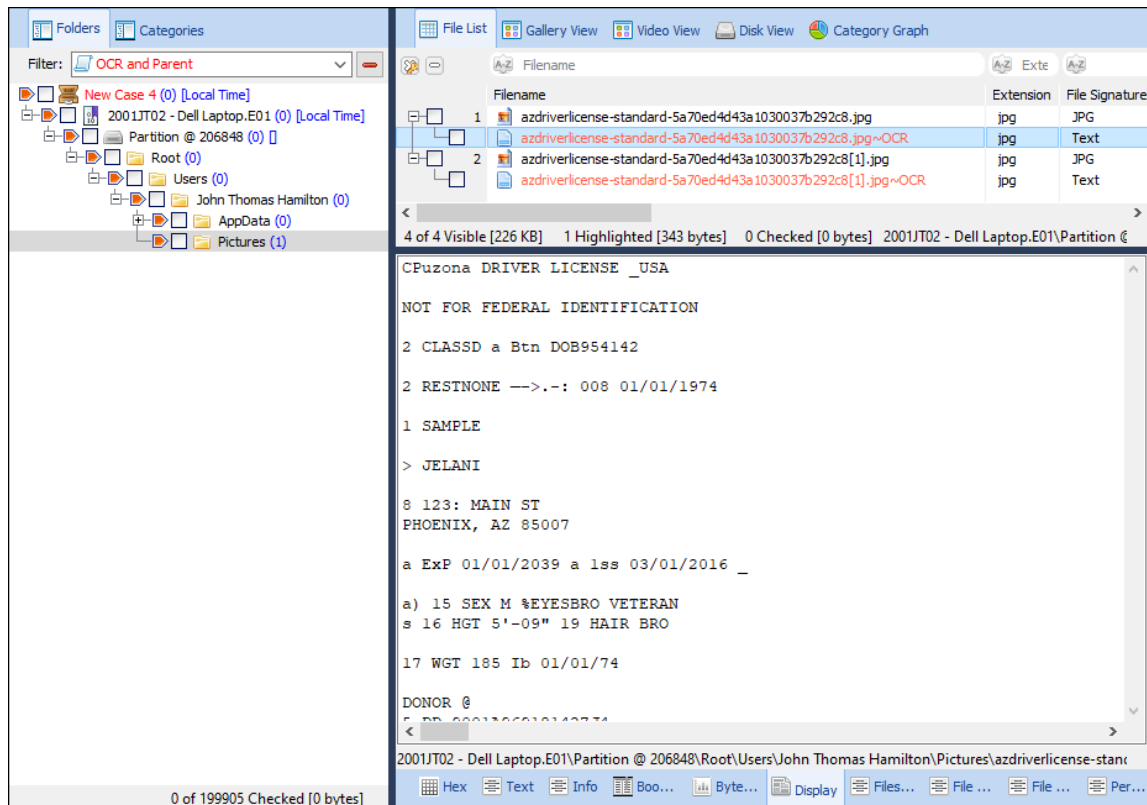 Folders
Categories
Filter:
OCR and Parent
New Case 4 (0) [Local Time]
2001JT02 - Dell Laptop.E01 (0) [Local Time]
Partition @ 206848 (0) []
Root (0)
Users (0)
John Thomas Hamilton (0)
AppData (0)
Pictures (1)
0 of 199905 Checked [0 bytes]
File List
Gallery View
Video View
Disk View
Category Graph
Filename
Exte
Filename Extension File Signature
1 azdriverlicense-standard-5a70ed4d43a1030037b292c8.jpg jpg JPG
azdriverlicense-standard-5a70ed4d43a1030037b292c8.jpg~OCR jpg Text
2 azdriverlicense-standard-5a70ed4d43a1030037b292c8[1].jpg jpg JPG
azdriverlicense-standard-5a70ed4d43a1030037b292c8[1].jpg~OCR jpg Text
4 of 4 Visible [226 KB] 1 Highlighted [343 bytes] 0 Checked [0 bytes] 2001JT02 - Dell Laptop.E01\Partition @
CPuzona DRIVER LICENSE _USA
NOT FOR FEDERAL IDENTIFICATION
2 CLASSD a Btn DOB954142
2 RESTNONE —–>.-: 008 01/01/1974
1 SAMPLE
> JELANI
8 123: MAIN ST
PHOENIX, AZ 85007
a ExP 01/01/2039 a 1ss 03/01/2016 _
a) 15 SEX M %EYESBRO VETERAN
s 16 HGT 5'-09" 19 HAIR BRO
17 WGT 185 Ib 01/01/74
DONOR @
2001JT02 - Dell Laptop.E01\Partition @ 206848\Root\Users\John Thomas Hamilton\Pictures\azdriverlicense-stand
Hex
Text
Info
Boo...
Byte...
Display
Files...
File ...
File ...
Per...